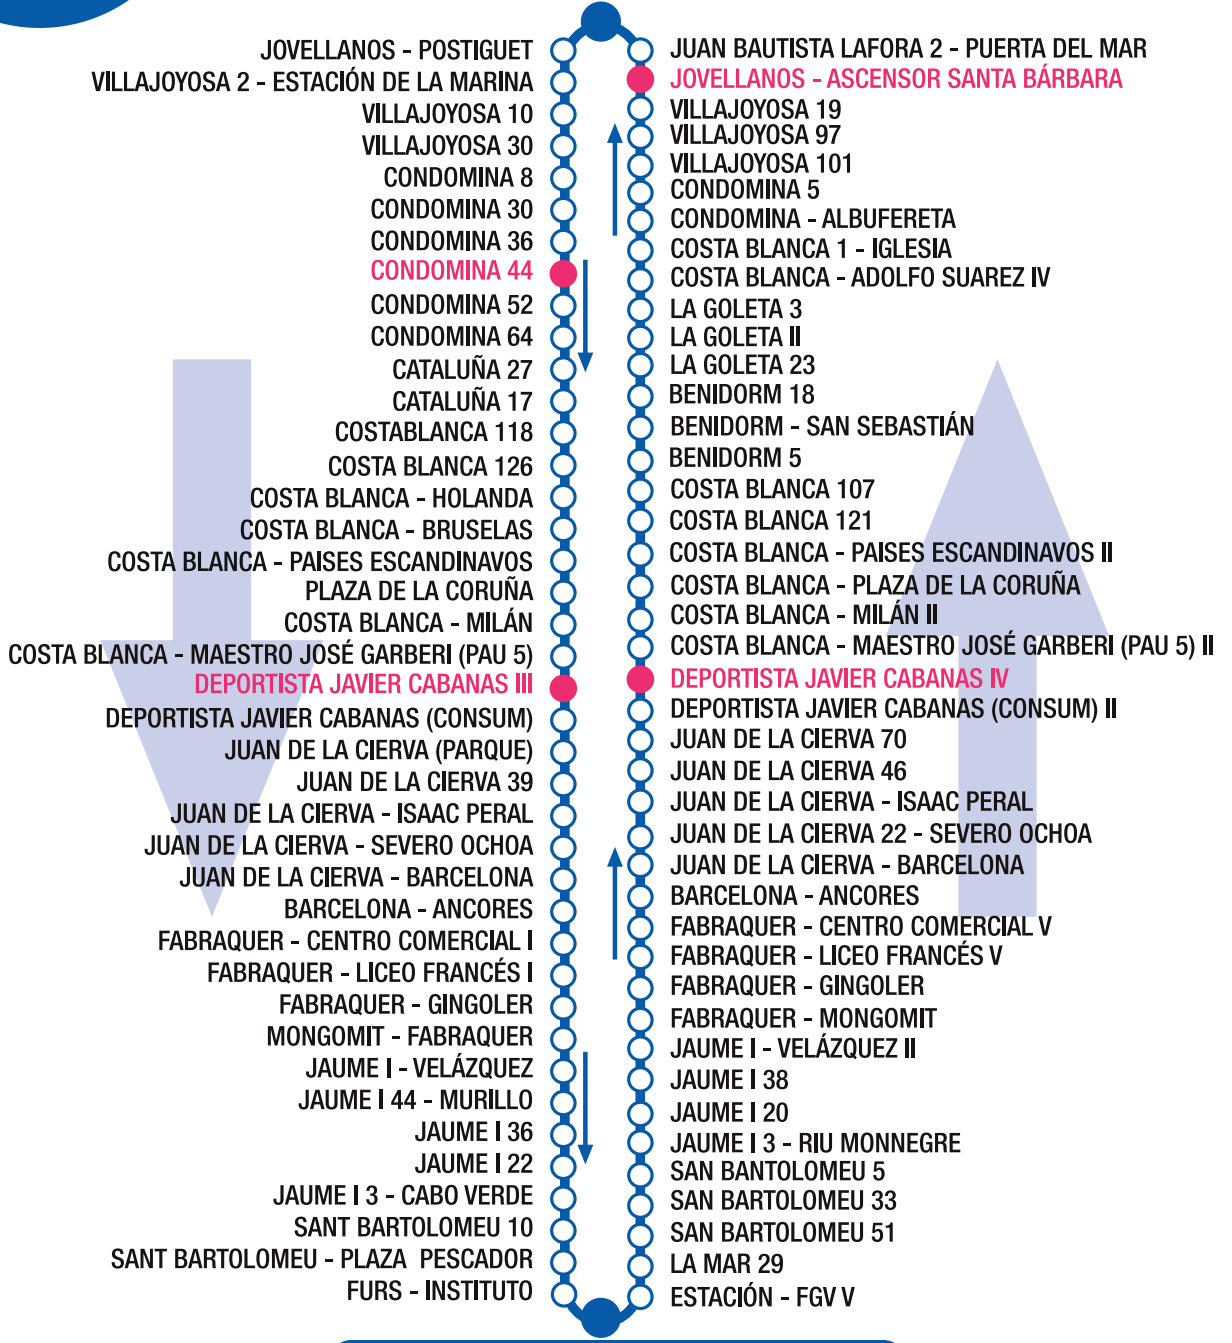 JOVELLANOS - POSTIGUET
VILLAJOYOSA 2 - ESTACIÓN DE LA MARINA
VILLAJOYOSA 10
VILLAJOYOSA 30
CONDOMINA 8
CONDOMINA 30
CONDOMINA 36
CONDOMINA 44
CONDOMINA 52
CONDOMINA 64
CATALUÑA 27
CATALUÑA 17
COSTABLANCA 118
COSTA BLANCA 126
COSTA BLANCA - HOLANDA
COSTA BLANCA - BRUSELAS
COSTA BLANCA - PAISES ESCANDINAVOS
PLAZA DE LA CORUÑA
COSTA BLANCA - MILÁN
COSTA BLANCA - MAESTRO JOSÉ GARBERI (PAU 5)
DEPORTISTA JAVIER CABANAS III
DEPORTISTA JAVIER CABANAS (CONSUM)
JUAN DE LA CIERVA (PARQUE)
JUAN DE LA CIERVA 39
JUAN DE LA CIERVA - ISAAC PERAL
JUAN DE LA CIERVA - SEVERO OCHOA
JUAN DE LA CIERVA - BARCELONA
BARCELONA - ANCORES
FABRAQUER - CENTRO COMERCIAL I
FABRAQUER - LICEO FRANCÉS I
FABRAQUER - GINGOLER
MONGOMIT - FABRAQUER
JAUME I - VELÁZQUEZ
JAUME I 44 - MURILLO
JAUME I 36
JAUME I 22
JAUME I 3 - CABO VERDE
SANT BARTOLOMEU 10
SANT BARTOLOMEU - PLAZA PESCADOR
FURS - INSTITUTO
JUAN BAUTISTA LAFORA 2 - PUERTA DEL MAR
JOVELLANOS - ASCENSOR SANTA BÁRBARA
VILLAJOYOSA 19
VILLAJOYOSA 97
VILLAJOYOSA 101
CONDOMINA 5
CONDOMINA - ALBUFERETA
COSTA BLANCA 1 - IGLESIA
COSTA BLANCA - ADOLFO SUAREZ IV
LA GOLETA 3
LA GOLETA II
LA GOLETA 23
BENIDORM 18
BENIDORM - SAN SEBASTIÁN
BENIDORM 5
COSTA BLANCA 107
COSTA BLANCA 121
COSTA BLANCA - PAISES ESCANDINAVOS II
COSTA BLANCA - PLAZA DE LA CORUÑA
COSTA BLANCA - MILÁN II
COSTA BLANCA - MAESTRO JOSÉ GARBERI (PAU 5) II
DEPORTISTA JAVIER CABANAS IV
DEPORTISTA JAVIER CABANAS (CONSUM) II
JUAN DE LA CIERVA 70
JUAN DE LA CIERVA 46
JUAN DE LA CIERVA - ISAAC PERAL
JUAN DE LA CIERVA 22 - SEVERO OCHOA
JUAN DE LA CIERVA - BARCELONA
BARCELONA - ANCORES
FABRAQUER - CENTRO COMERCIAL V
FABRAQUER - LICEO FRANCÉS V
FABRAQUER - GINGOLER
FABRAQUER - MONGOMIT
JAUME I - VELÁZQUEZ II
JAUME I 38
JAUME I 20
JAUME I 3 - RIU MONNEGRE
SAN BANTOLOMEU 5
SAN BARTOLOMEU 33
SAN BARTOLOMEU 51
LA MAR 29
ESTACIÓN - FGV V